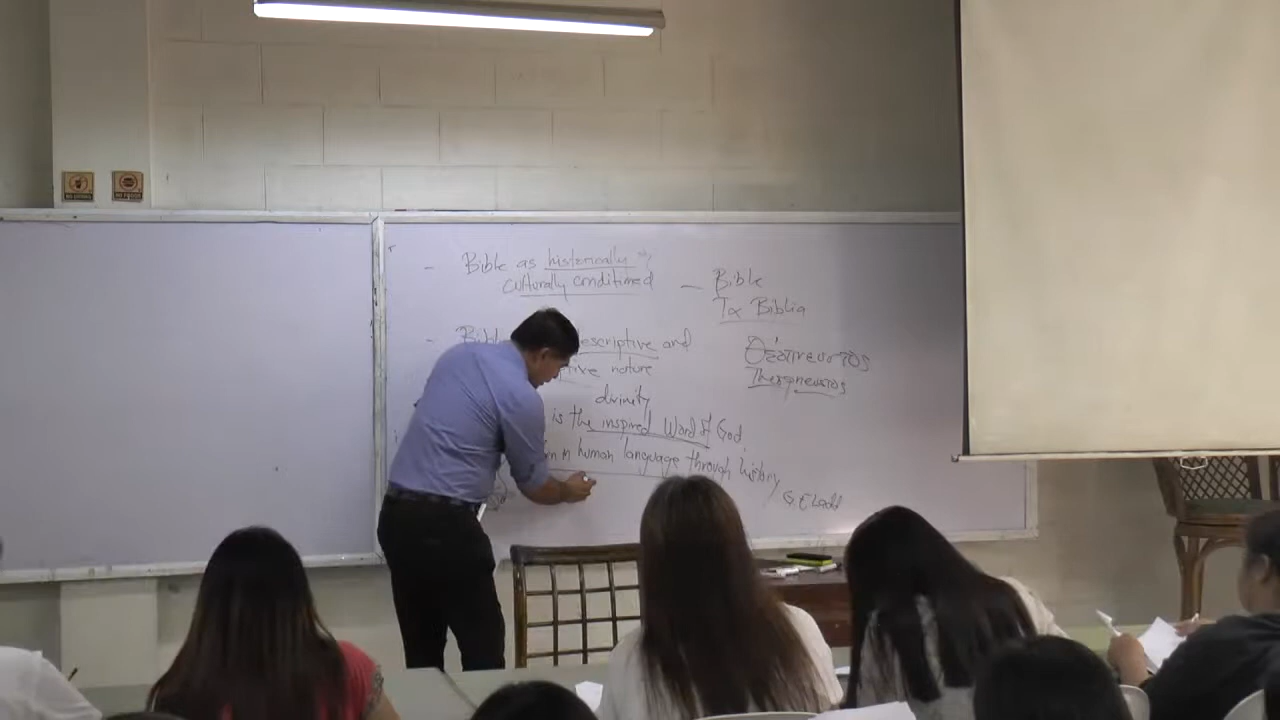 - Bible as historically &
culturally conditioned
- Bible
Ta Biblia
- Bible descriptive and
nature
Θεόπνευστος
Theopneustos
divinity
is the inspired Word of God
in human language through history
G.E. Ladd